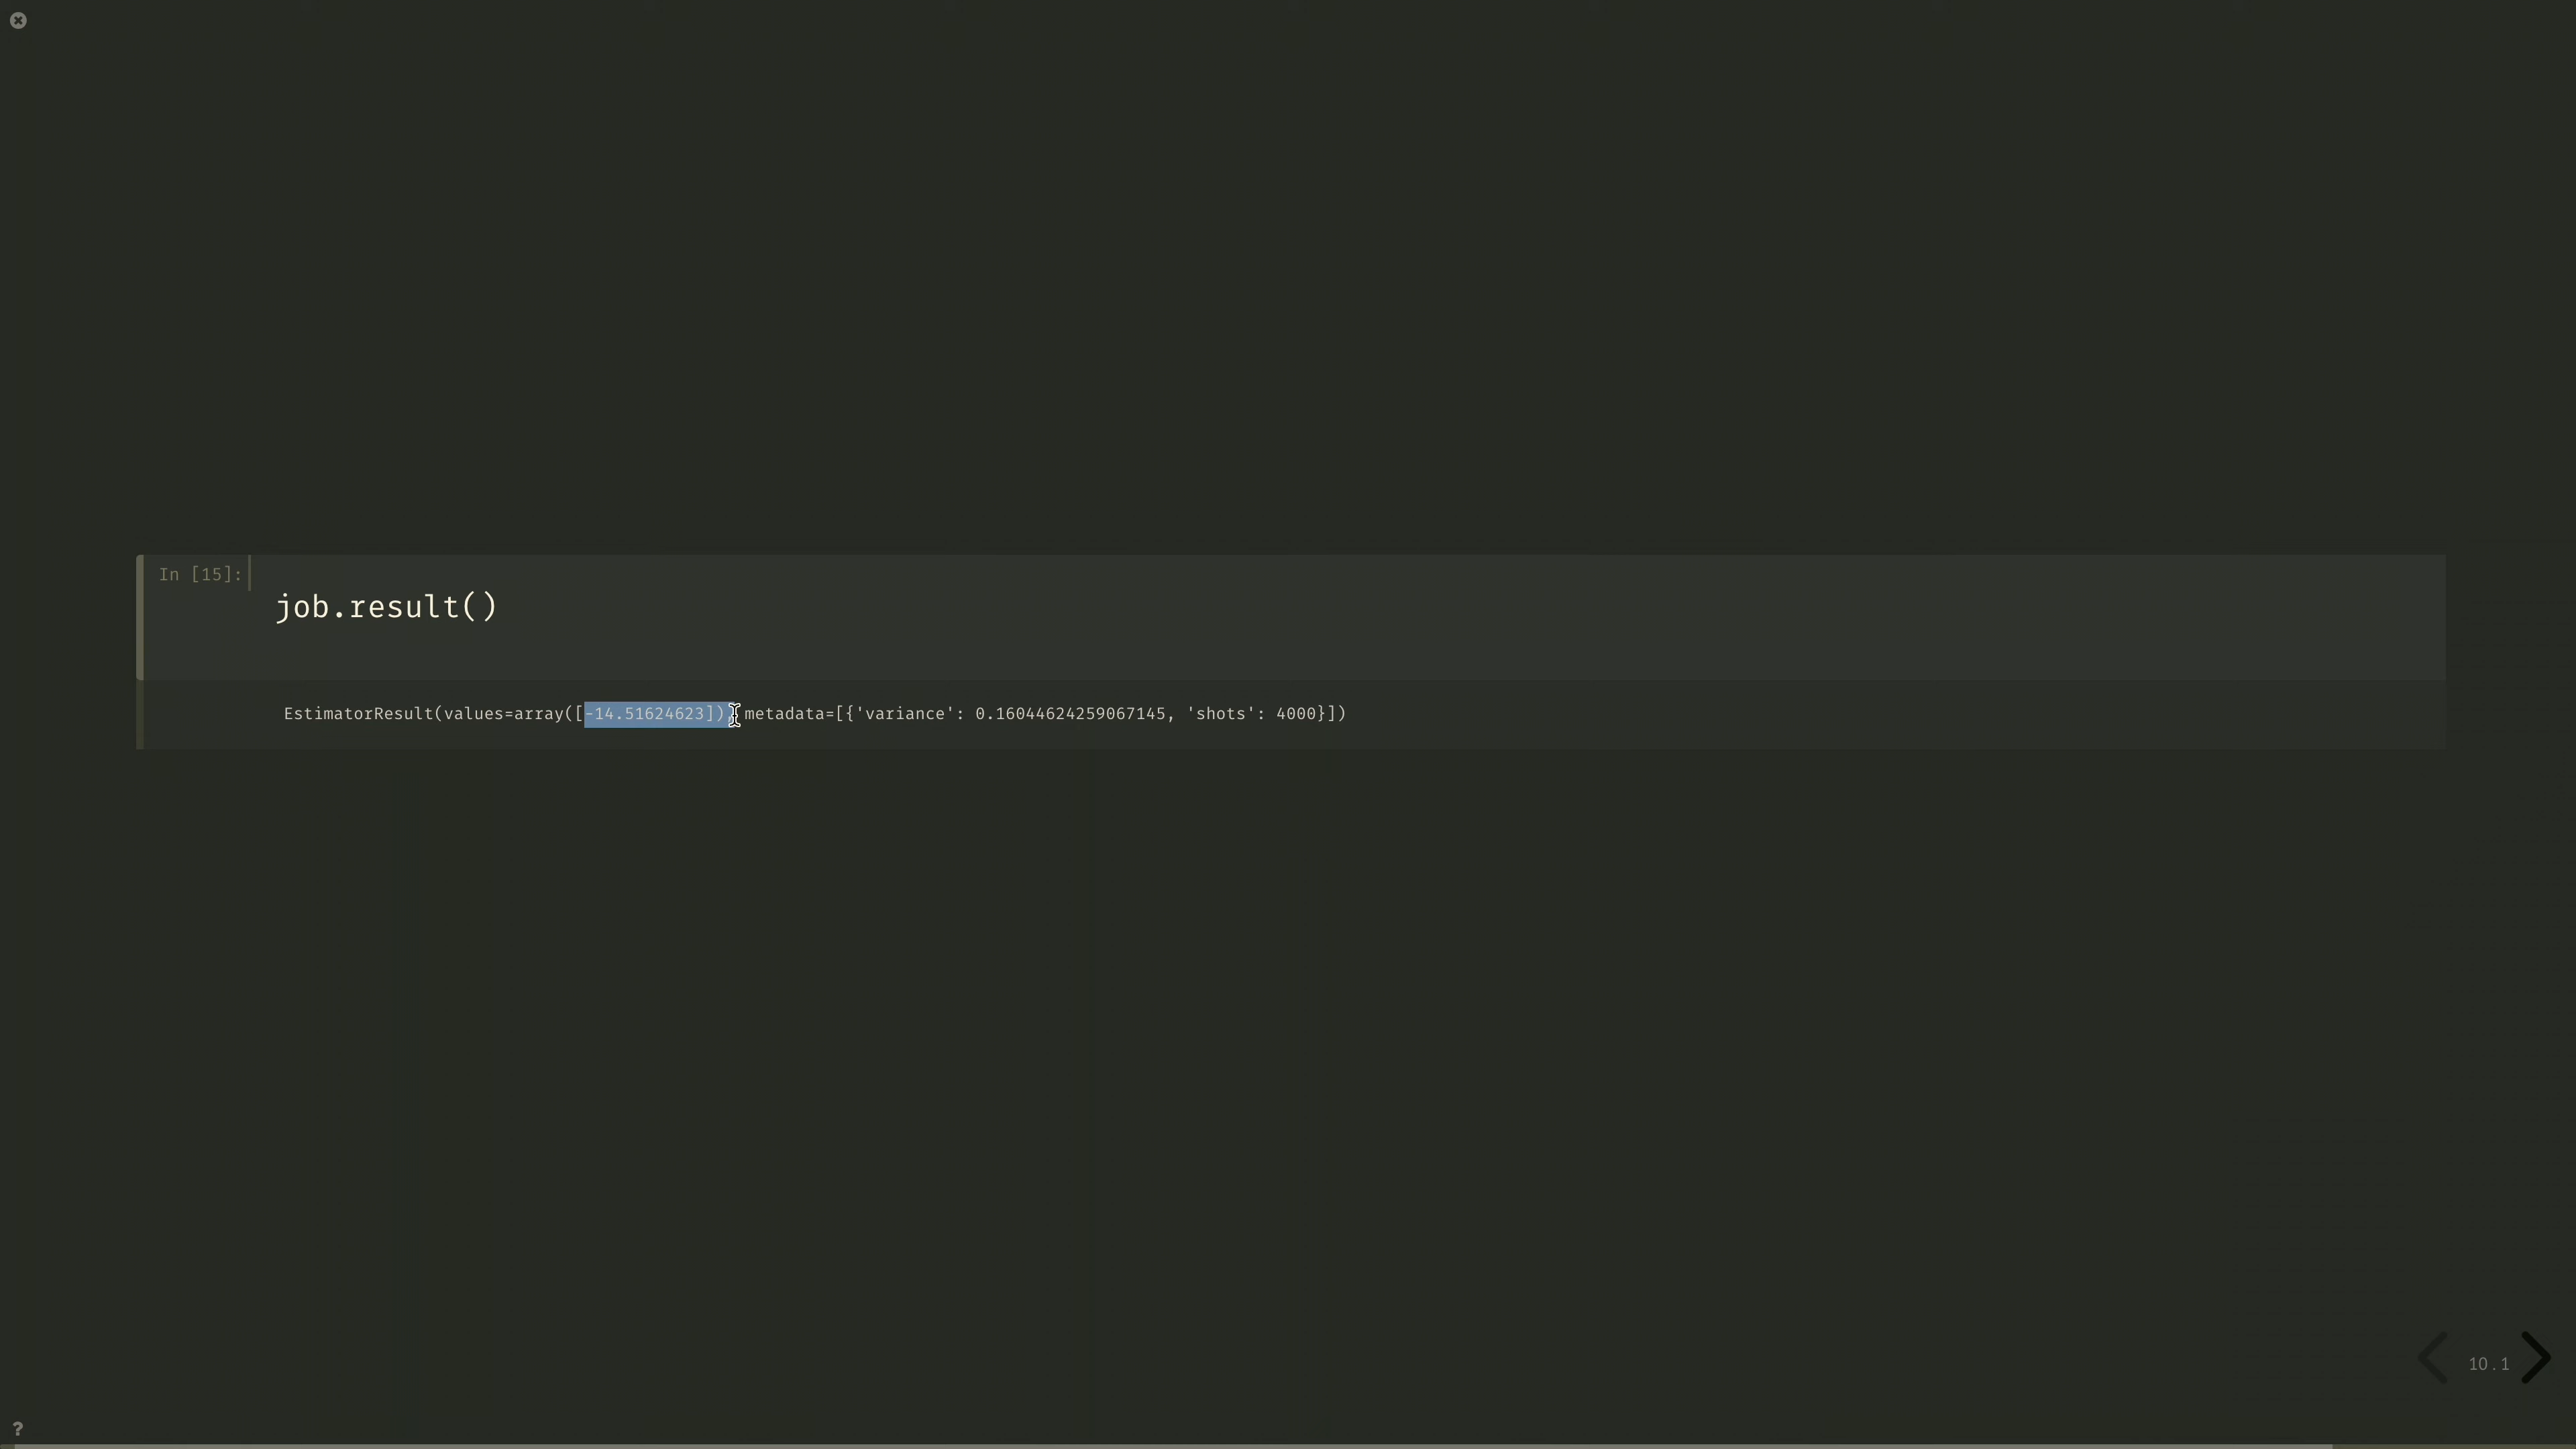 In [15]:
job.result()
EstimatorResult(values=array([-14.51624623]), metadata=[{'variance': 0.16044624259067145, 'shots': 4000}])
10.1
?